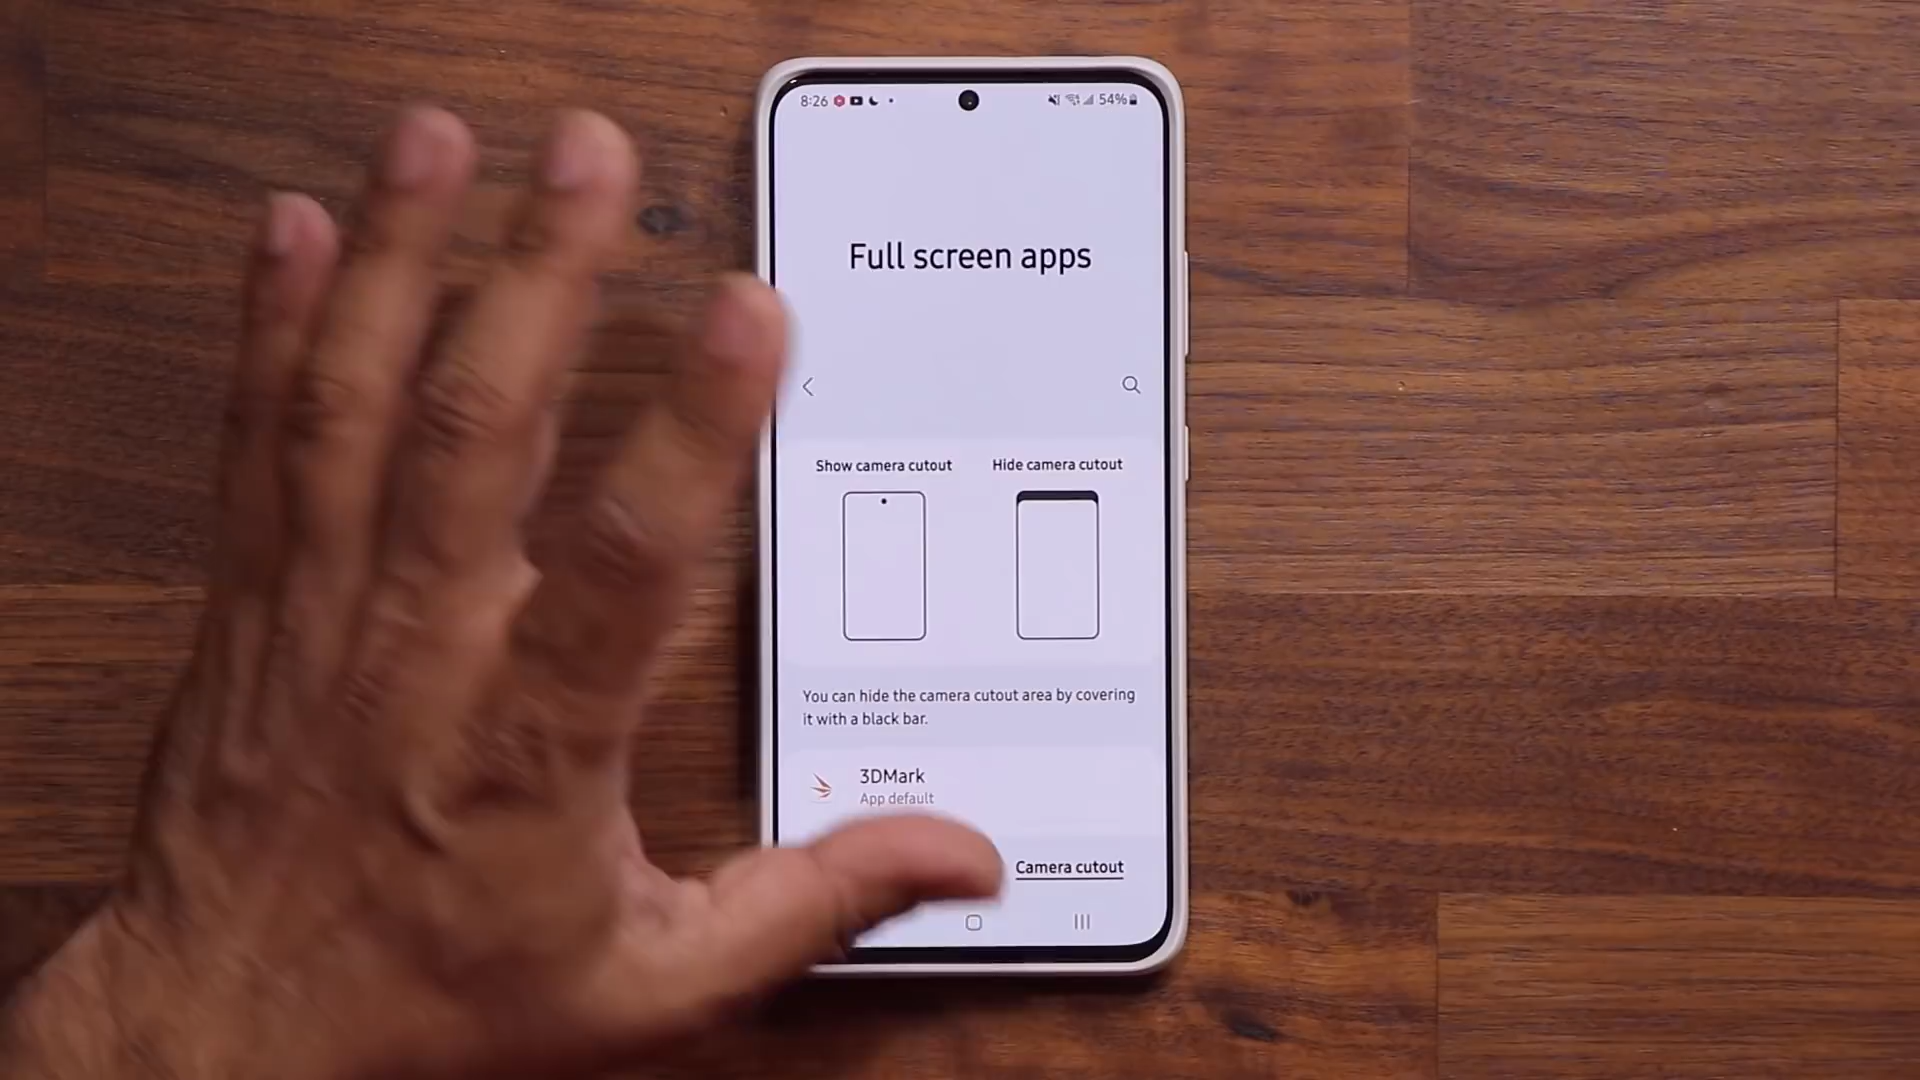 8:26
54%
Full screen apps
Show camera cutout
Hide camera cutout
You can hide the camera cutout area by covering
it with a black bar.
3DMark
App default
Camera cutout